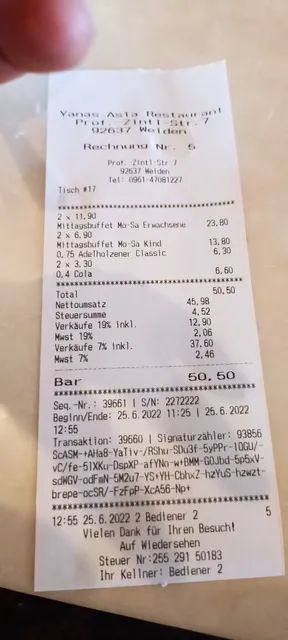 Yanas Asia Restaurant
Prof.-Zintl-Str.7
92637 Weiden
Rechnung Nr. 5
Prof.-Zintl-Str.7
92637 Weiden
Tel: 0961-47081227
Tisch #17
2 x 11,90
Mittagsbuffet Mo-Sa Erwachsene 23,80
2 x 6,90
Mittagsbuffet Mo-Sa Kind 13,80
0,75 Adelholzener Classic 6,30
2 x 3,30
0,4 Cola 6,60
Total 50,50
Nettoumsatz 45,98
Steuersumme 4,52
Verkäufe 19% inkl. 12,90
Mwst 19% 2,06
Verkäufe 7% inkl. 37,60
Mwst 7% 2,46
Bar 50,50
Seq.-Nr.: 39661 | S/N: 2272222
Beginn/Ende: 25.6.2022 11:25 | 25.6.2022
12:55
Transaktion: 39660 | Signaturzähler: 93856
12:55 25.6.2022 2 Bediener 2 5
Vielen Dank für Ihren Besuch!
Auf Wiedersehen
Steuer Nr:255 291 50183
Ihr Kellner: Bediener 2